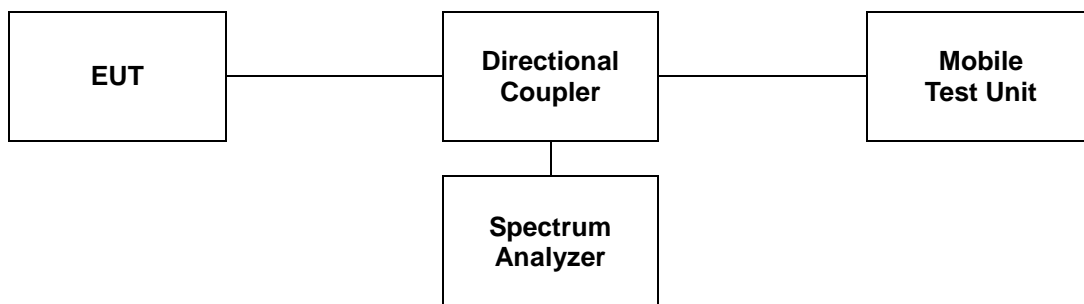 EUT
Directional
Coupler
Mobile
Test Unit
Spectrum
Analyzer